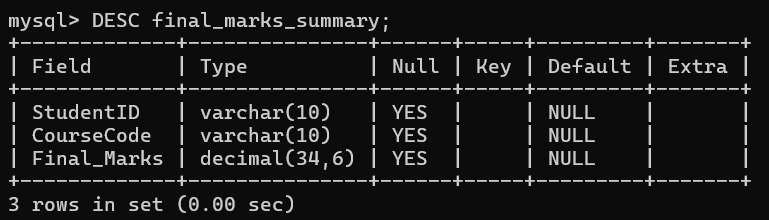 mysql> DESC final_marks_summary;
+-------------+---------------+------+-----+---------+-------+
| Field       | Type          | Null | Key | Default | Extra |
+-------------+---------------+------+-----+---------+-------+
| StudentID   | varchar(10)   | YES  |     | NULL    |       |
| CourseCode  | varchar(10)   | YES  |     | NULL    |       |
| Final_Marks | decimal(34,6) | YES  |     | NULL    |       |
+-------------+---------------+------+-----+---------+-------+
3 rows in set (0.00 sec)